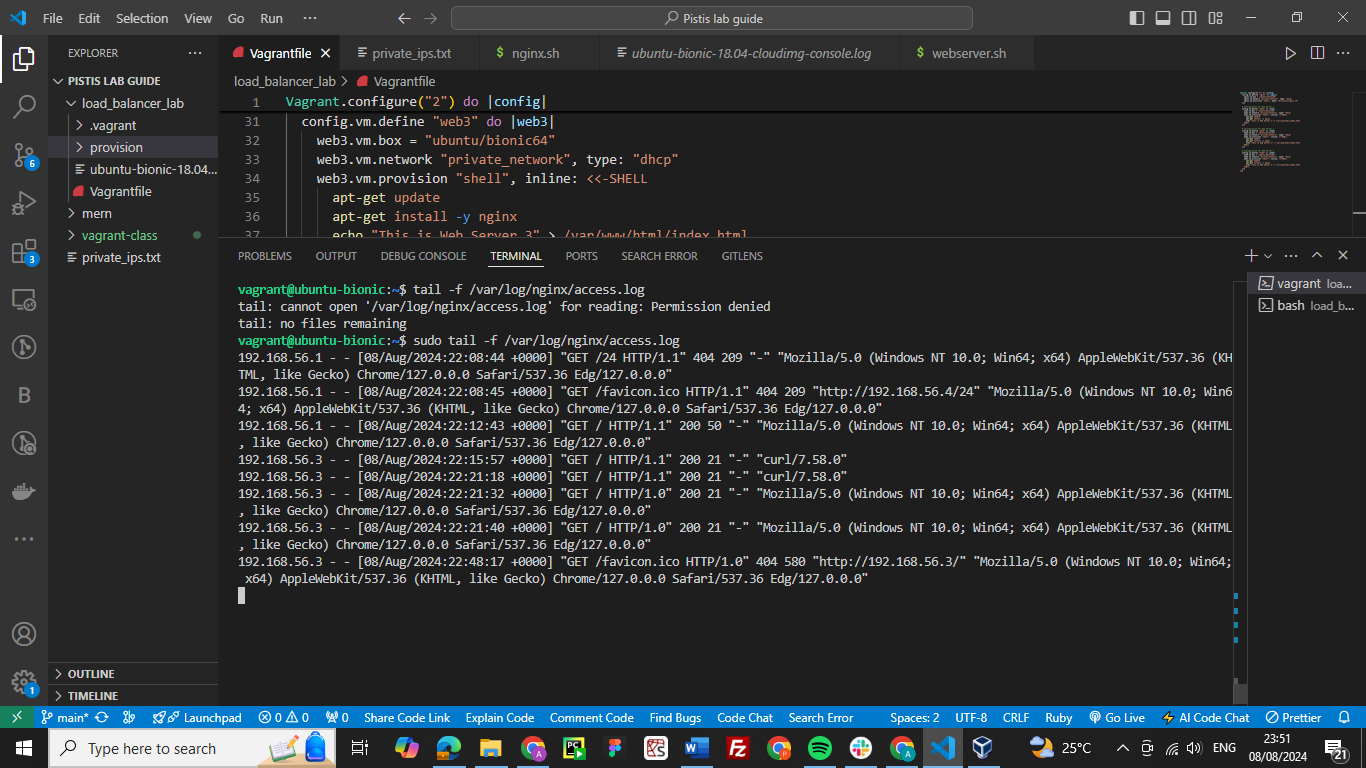 File Edit Selection View Go Run ··· Pistis lab guide
EXPLORER ···
PISTIS LAB GUIDE
load_balancer_lab
.vagrant
provision
ubuntu-bionic-18.04...
Vagrantfile
mern
vagrant-class
private_ips.txt
OUTLINE
TIMELINE
6
3
B
1
Vagrantfile private_ips.txt $ nginx.sh ubuntu-bionic-18.04-cloudimg-console.log $ webserver.sh
load_balancer_lab > Vagrantfile
1 Vagrant.configure("2") do |config|
31 config.vm.define "web3" do |web3|
32 web3.vm.box = "ubuntu/bionic64"
33 web3.vm.network "private_network", type: "dhcp"
34 web3.vm.provision "shell", inline: <<-SHELL
35 apt-get update
36 apt-get install -y nginx
37 echo "This is Web Server 3" > /var/www/html/index.html
PROBLEMS OUTPUT DEBUG CONSOLE TERMINAL PORTS SEARCH ERROR GITLENS
vagrant loa...
bash load_b...
vagrant@ubuntu-bionic:~$ tail -f /var/log/nginx/access.log
tail: cannot open '/var/log/nginx/access.log' for reading: Permission denied
tail: no files remaining
vagrant@ubuntu-bionic:~$ sudo tail -f /var/log/nginx/access.log
192.168.56.1 - - [08/Aug/2024:22:08:44 +0000] "GET /24 HTTP/1.1" 404 209 "-" "Mozilla/5.0 (Windows NT 10.0; Win64; x64) AppleWebKit/537.36 (KH
TML, like Gecko) Chrome/127.0.0.0 Safari/537.36 Edg/127.0.0.0"
192.168.56.1 - - [08/Aug/2024:22:08:45 +0000] "GET /favicon.ico HTTP/1.1" 404 209 "http://192.168.56.4/24" "Mozilla/5.0 (Windows NT 10.0; Win6
4; x64) AppleWebKit/537.36 (KHTML, like Gecko) Chrome/127.0.0.0 Safari/537.36 Edg/127.0.0.0"
192.168.56.1 - - [08/Aug/2024:22:12:43 +0000] "GET / HTTP/1.1" 200 50 "-" "Mozilla/5.0 (Windows NT 10.0; Win64; x64) AppleWebKit/537.36 (KHTML
, like Gecko) Chrome/127.0.0.0 Safari/537.36 Edg/127.0.0.0"
192.168.56.3 - - [08/Aug/2024:22:15:57 +0000] "GET / HTTP/1.1" 200 21 "-" "curl/7.58.0"
192.168.56.3 - - [08/Aug/2024:22:21:18 +0000] "GET / HTTP/1.1" 200 21 "-" "curl/7.58.0"
192.168.56.3 - - [08/Aug/2024:22:21:32 +0000] "GET / HTTP/1.0" 200 21 "-" "Mozilla/5.0 (Windows NT 10.0; Win64; x64) AppleWebKit/537.36 (KHTML
, like Gecko) Chrome/127.0.0.0 Safari/537.36 Edg/127.0.0.0"
192.168.56.3 - - [08/Aug/2024:22:21:40 +0000] "GET / HTTP/1.0" 200 21 "-" "Mozilla/5.0 (Windows NT 10.0; Win64; x64) AppleWebKit/537.36 (KHTML
, like Gecko) Chrome/127.0.0.0 Safari/537.36 Edg/127.0.0.0"
192.168.56.3 - - [08/Aug/2024:22:48:17 +0000] "GET /favicon.ico HTTP/1.0" 404 580 "http://192.168.56.3/" "Mozilla/5.0 (Windows NT 10.0; Win64;
x64) AppleWebKit/537.36 (KHTML, like Gecko) Chrome/127.0.0.0 Safari/537.36 Edg/127.0.0.0"
main* Launchpad 0 0 0 Share Code Link Explain Code Comment Code Find Bugs Code Chat Search Error Spaces: 2 UTF-8 CRLF Ruby Go Live AI Code Chat Prettier
Type here to search 25°C ENG 23:51
08/08/2024 21